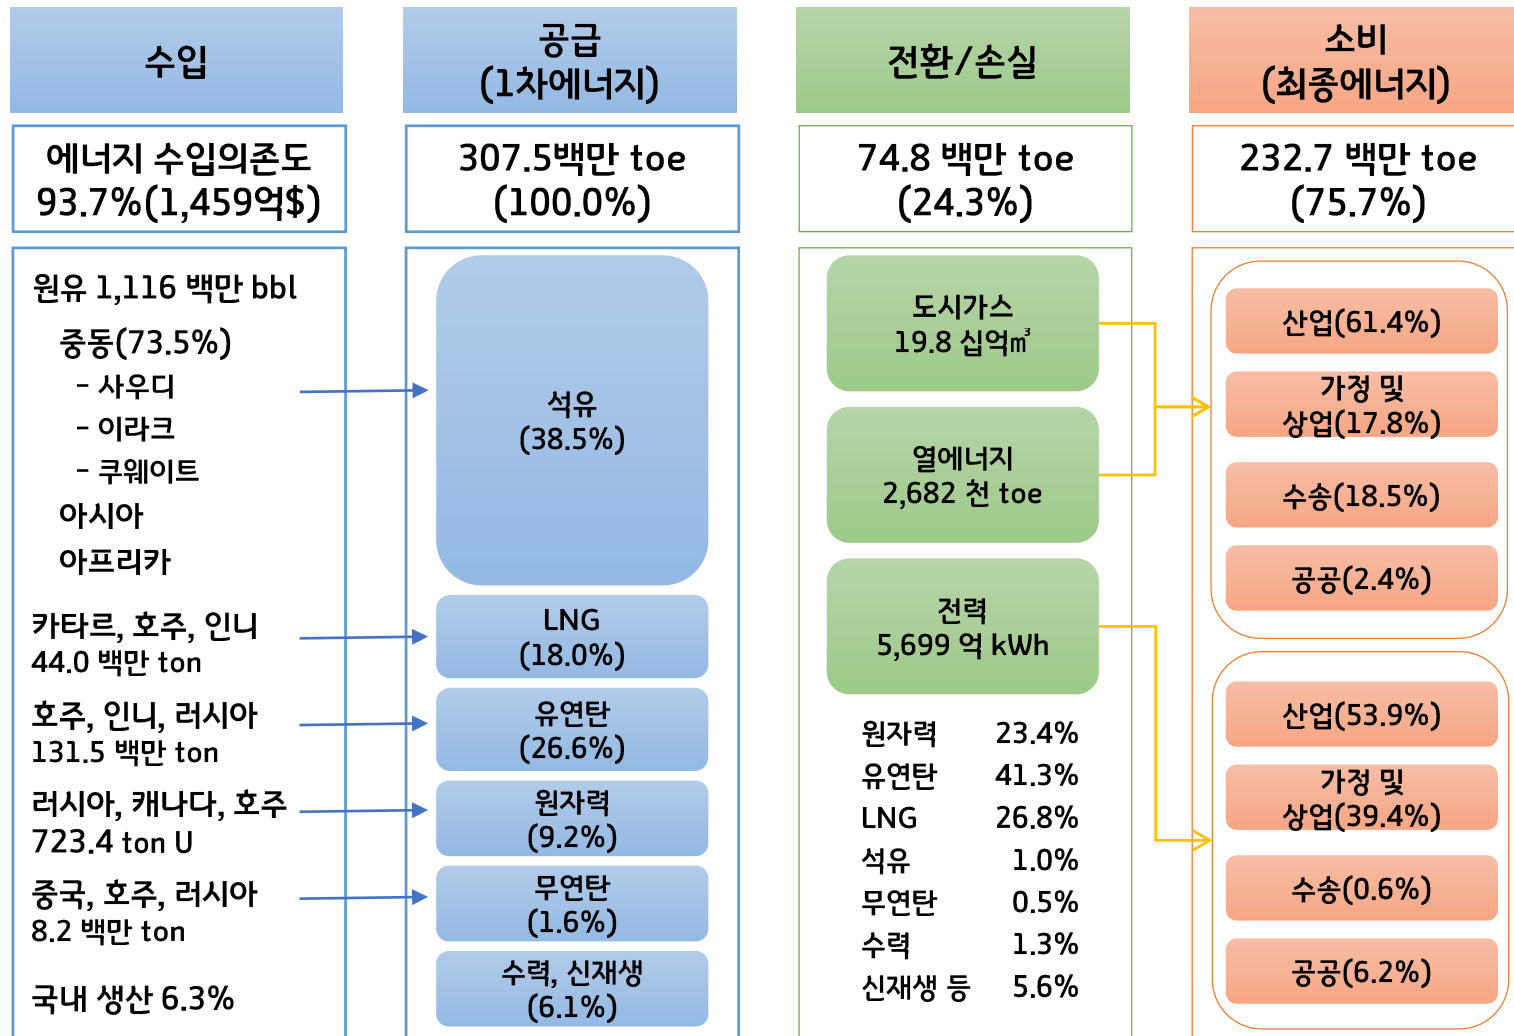 수입
에너지 수입의존도
93.7%(1,459억$)
원유 1,116 백만 bbl
중동(73.5%)
- 사우디
- 이라크
- 쿠웨이트
아시아
아프리카
카타르, 호주, 인니
44.0 백만 ton
호주, 인니, 러시아
131.5 백만 ton
러시아, 캐나다, 호주
723.4 ton U
중국, 호주, 러시아
8.2 백만 ton
국내 생산 6.3%
공급
(1차에너지)
307.5백만 toe
(100.0%)
석유
(38.5%)
LNG
(18.0%)
유연탄
(26.6%)
원자력
(9.2%)
무연탄
(1.6%)
수력, 신재생
(6.1%)
전환/손실
74.8 백만 toe
(24.3%)
도시가스
19.8 십억㎥
열에너지
2,682 천 toe
전력
5,699 억 kWh
원자력 23.4%
유연탄 41.3%
LNG 26.8%
석유 1.0%
무연탄 0.5%
수력 1.3%
신재생 등 5.6%
소비
(최종에너지)
232.7 백만 toe
(75.7%)
산업(61.4%)
가정 및
상업(17.8%)
수송(18.5%)
공공(2.4%)
산업(53.9%)
가정 및
상업(39.4%)
수송(0.6%)
공공(6.2%)